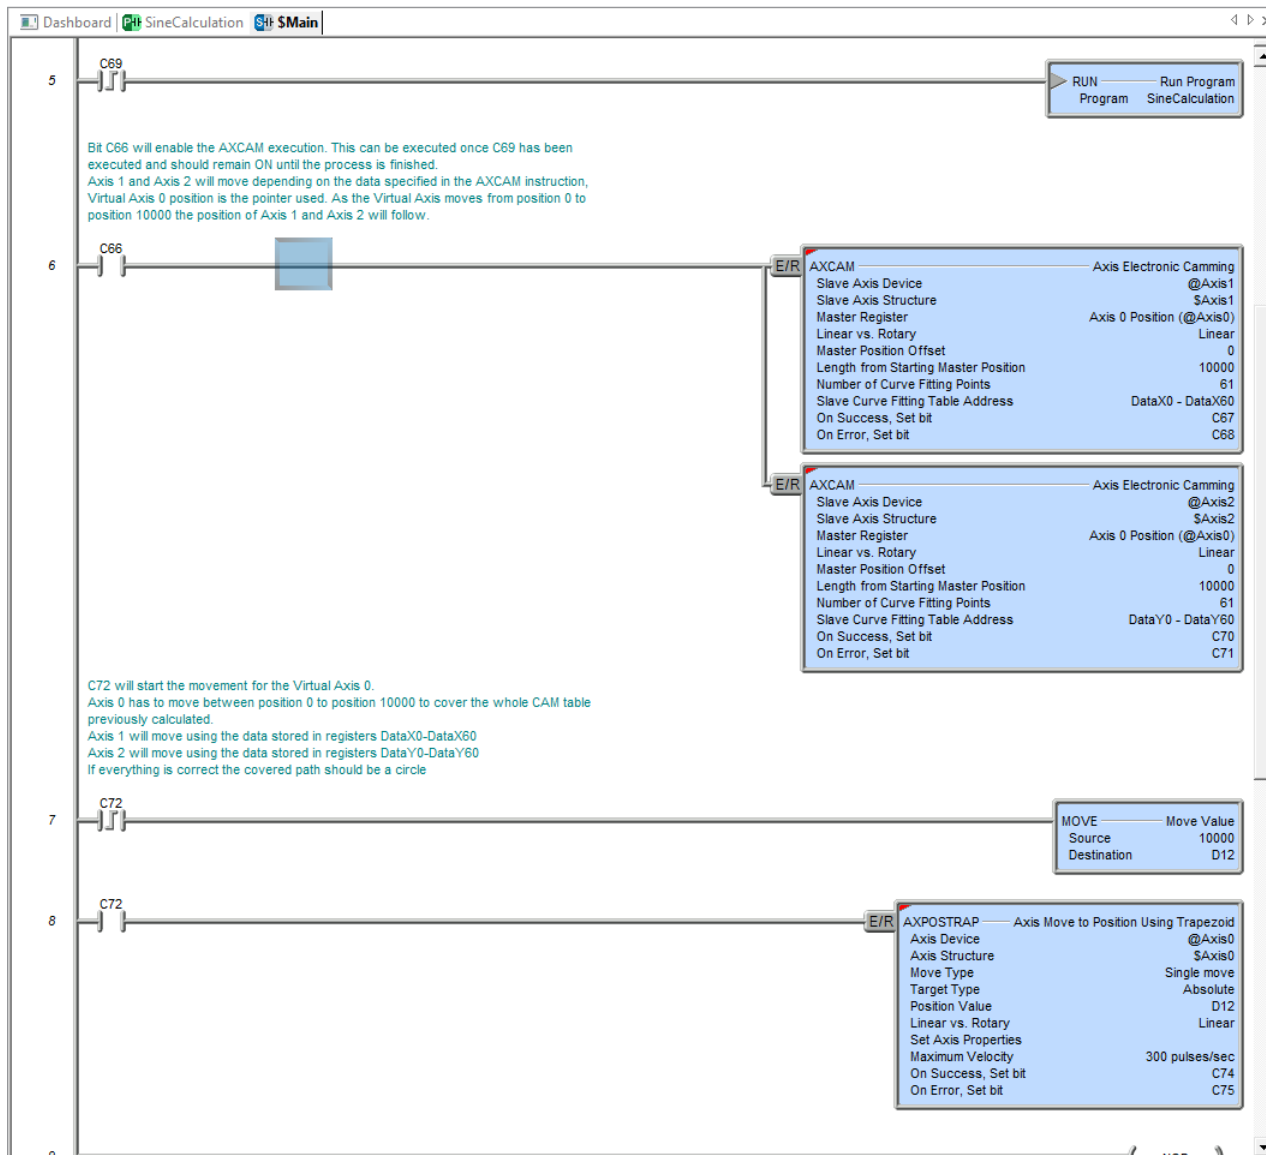 Dashboard SineCalculation $Main
C69
5
RUN Run Program
Program SineCalculation
Bit C66 will enable the AXCAM execution. This can be executed once C69 has been
executed and should remain ON until the process is finished.
Axis 1 and Axis 2 will move depending on the data specified in the AXCAM instruction,
Virtual Axis 0 position is the pointer used. As the Virtual Axis moves from position 0 to
position 10000 the position of Axis 1 and Axis 2 will follow.
C66
6
E/R AXCAM Axis Electronic Camming
Slave Axis Device @Axis1
Slave Axis Structure $Axis1
Master Register Axis 0 Position (@Axis0)
Linear vs. Rotary Linear
Master Position Offset 0
Length from Starting Master Position 10000
Number of Curve Fitting Points 61
Slave Curve Fitting Table Address DataX0 - DataX60
On Success, Set bit C67
On Error, Set bit C68
E/R AXCAM Axis Electronic Camming
Slave Axis Device @Axis2
Slave Axis Structure $Axis2
Master Register Axis 0 Position (@Axis0)
Linear vs. Rotary Linear
Master Position Offset 0
Length from Starting Master Position 10000
Number of Curve Fitting Points 61
Slave Curve Fitting Table Address DataY0 - DataY60
On Success, Set bit C70
On Error, Set bit C71
C72 will start the movement for the Virtual Axis 0.
Axis 0 has to move between position 0 to position 10000 to cover the whole CAM table
previously calculated.
Axis 1 will move using the data stored in registers DataX0-DataX60
Axis 2 will move using the data stored in registers DataY0-DataY60
If everything is correct the covered path should be a circle
C72
7
MOVE Move Value
Source 10000
Destination D12
C72
8
E/R AXPOSTRAP Axis Move to Position Using Trapezoid
Axis Device @Axis0
Axis Structure $Axis0
Move Type Single move
Target Type Absolute
Position Value D12
Linear vs. Rotary Linear
Set Axis Properties
Maximum Velocity 300 pulses/sec
On Success, Set bit C74
On Error, Set bit C75